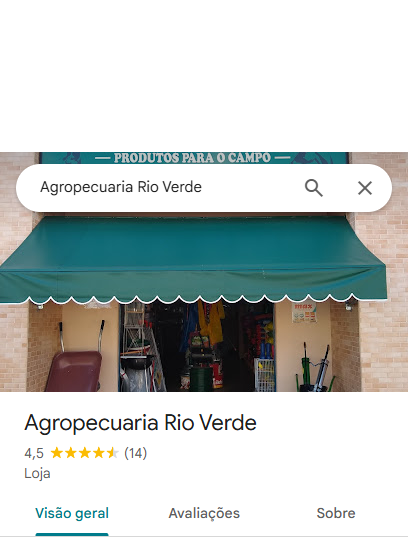 — PRODUTOS PARA O CAMPO —
Agropecuaria Rio Verde
Agropecuaria Rio Verde
4,5 (14)
Loja
Visão geral Avaliações Sobre